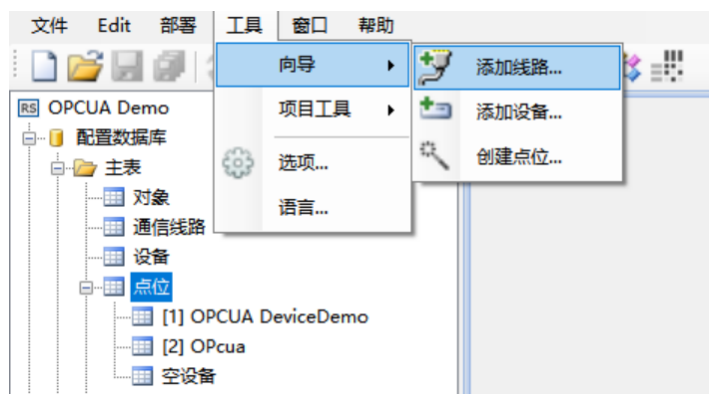 文件 Edit 部署 工具 窗口 帮助
向导 添加线路...
RS OPCUA Demo 项目工具 添加设备...
配置数据库
主表 选项... 创建点位...
对象 语言...
通信线路
设备
点位
[1] OPCUA DeviceDemo
[2] OPcua
空设备